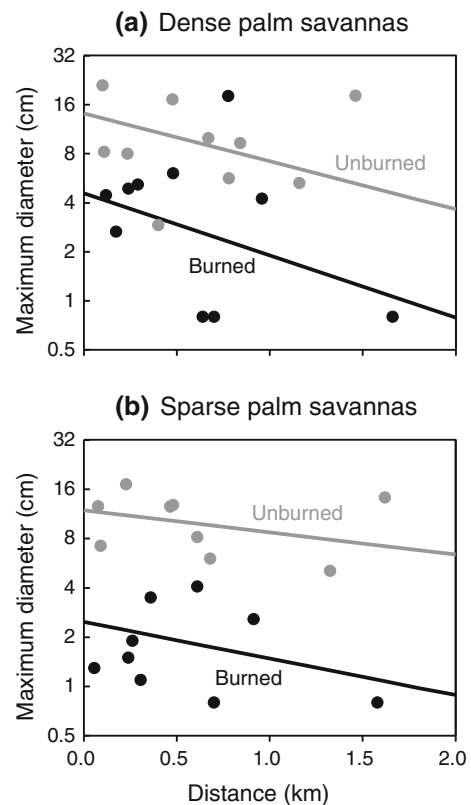 (a) Dense palm savannas
32
16
8
4
2
1
0.5
Maximum diameter (cm)
Unburned
Burned
(b) Sparse palm savannas
32
16
8
4
2
1
0.5
Maximum diameter (cm)
Unburned
Burned
0.0 0.5 1.0 1.5 2.0
Distance (km)